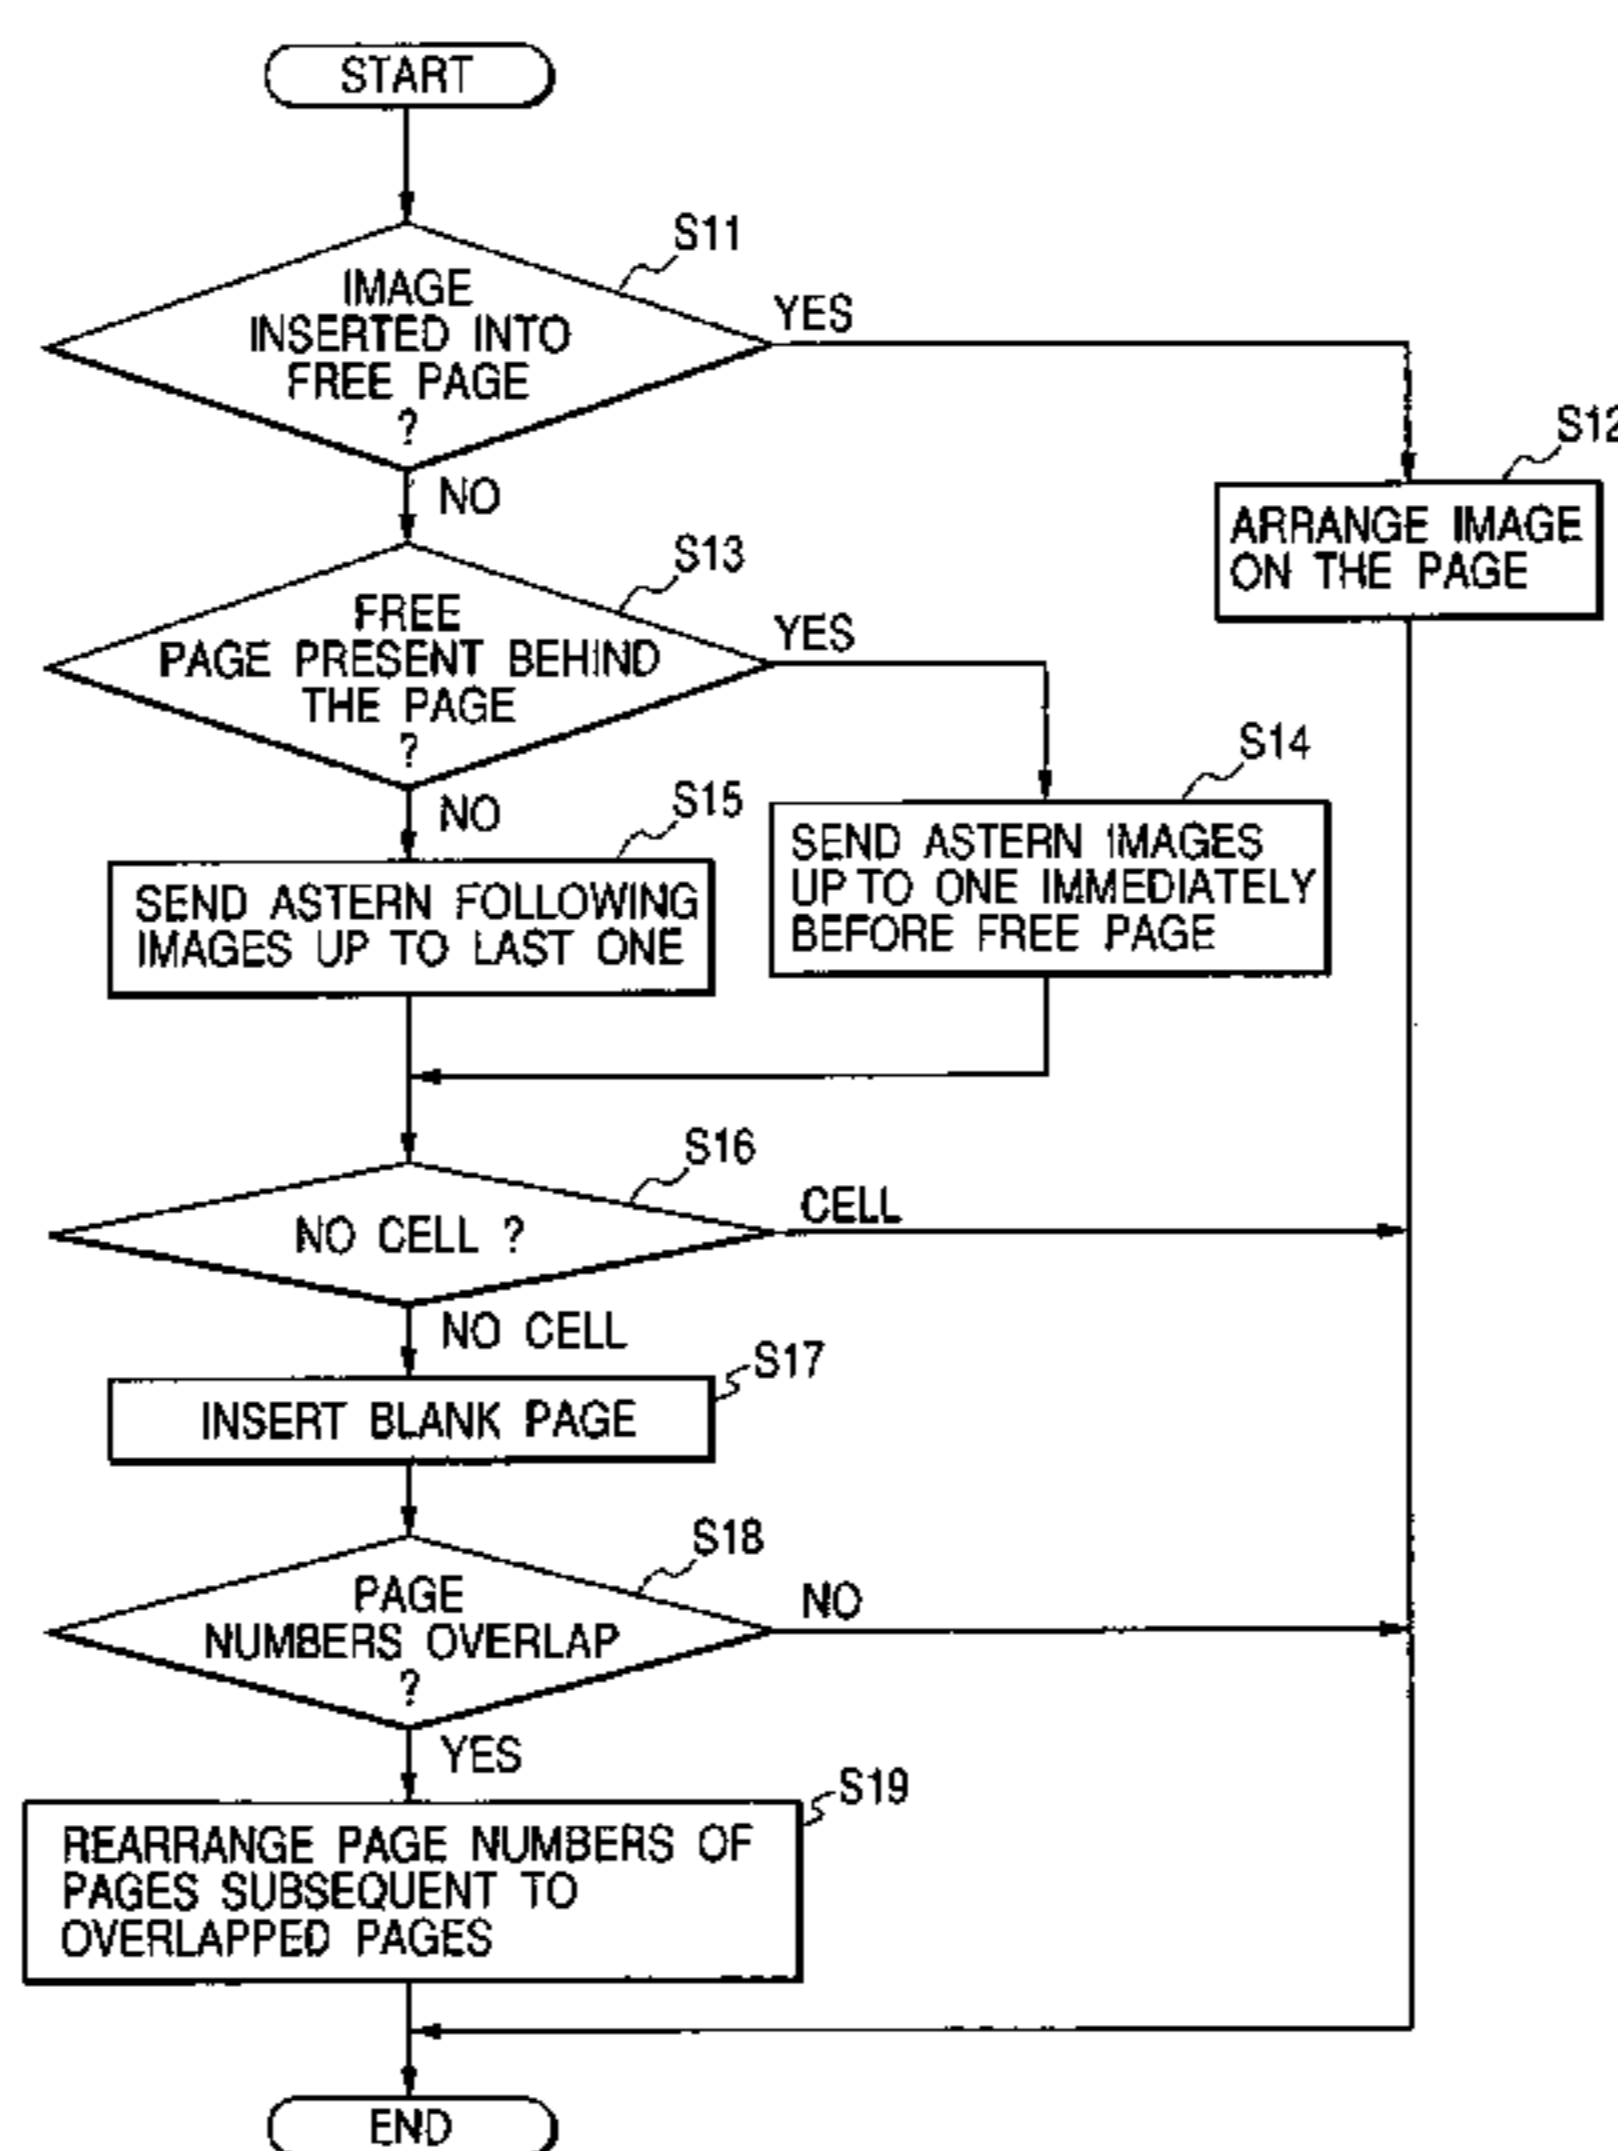 START
S11
IMAGE
INSERTED INTO
FREE PAGE
?
YES
NO
S12
ARRANGE IMAGE
ON THE PAGE
S13
FREE
PAGE PRESENT BEHIND
THE PAGE
?
YES
NO
S14
SEND ASTERN IMAGES
UP TO ONE IMMEDIATELY
BEFORE FREE PAGE
S15
SEND ASTERN FOLLOWING
IMAGES UP TO LAST ONE
S16
NO CELL ?
CELL
NO CELL
S17
INSERT BLANK PAGE
S18
PAGE
NUMBERS OVERLAP
?
NO
YES
S19
REARRANGE PAGE NUMBERS OF
PAGES SUBSEQUENT TO
OVERLAPPED PAGES
END